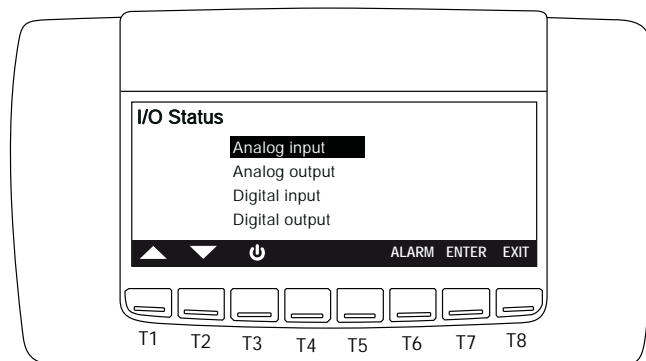 I/O Status
Analog input
Analog output
Digital input
Digital output
ALARM ENTER EXIT
T1 T2 T3 T4 T5 T6 T7 T8